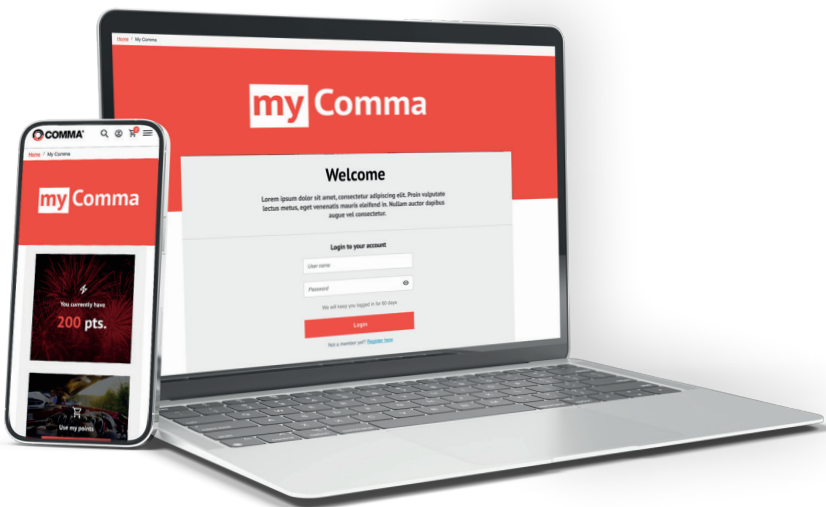 Home / My Comma
my Comma
Welcome
Lorem ipsum dolor sit amet, consectetur adipiscing elit. Proin vulputate
lectus metus, eget venenatis mauris eleifend in. Nullam auctor dapibus
augue vel consectetur.
Login to your account
User name
Password
We will keep you logged in for 90 days
Login
Not a member yet? Register here
COMMA
Home / My Comma
my Comma
You currently have
200 pts.
Use my points